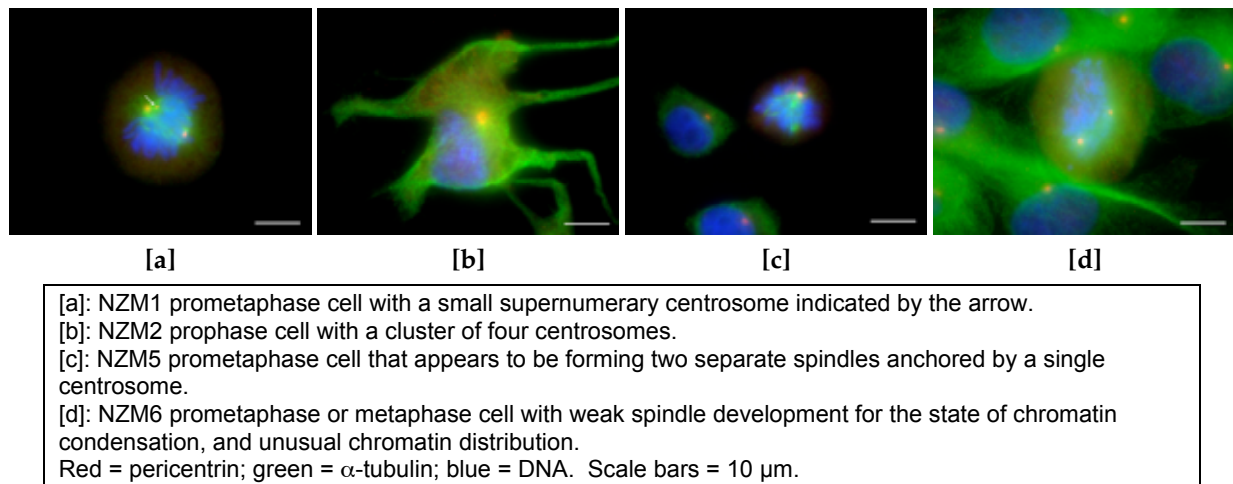 [a] [b] [c] [d]
[a]: NZM1 prometaphase cell with a small supernumerary centrosome indicated by the arrow.
[b]: NZM2 prophase cell with a cluster of four centrosomes.
[c]: NZM5 prometaphase cell that appears to be forming two separate spindles anchored by a single
centrosome.
[d]: NZM6 prometaphase or metaphase cell with weak spindle development for the state of chromatin
condensation, and unusual chromatin distribution.
Red = pericentrin; green = α-tubulin; blue = DNA.  Scale bars = 10 μm.